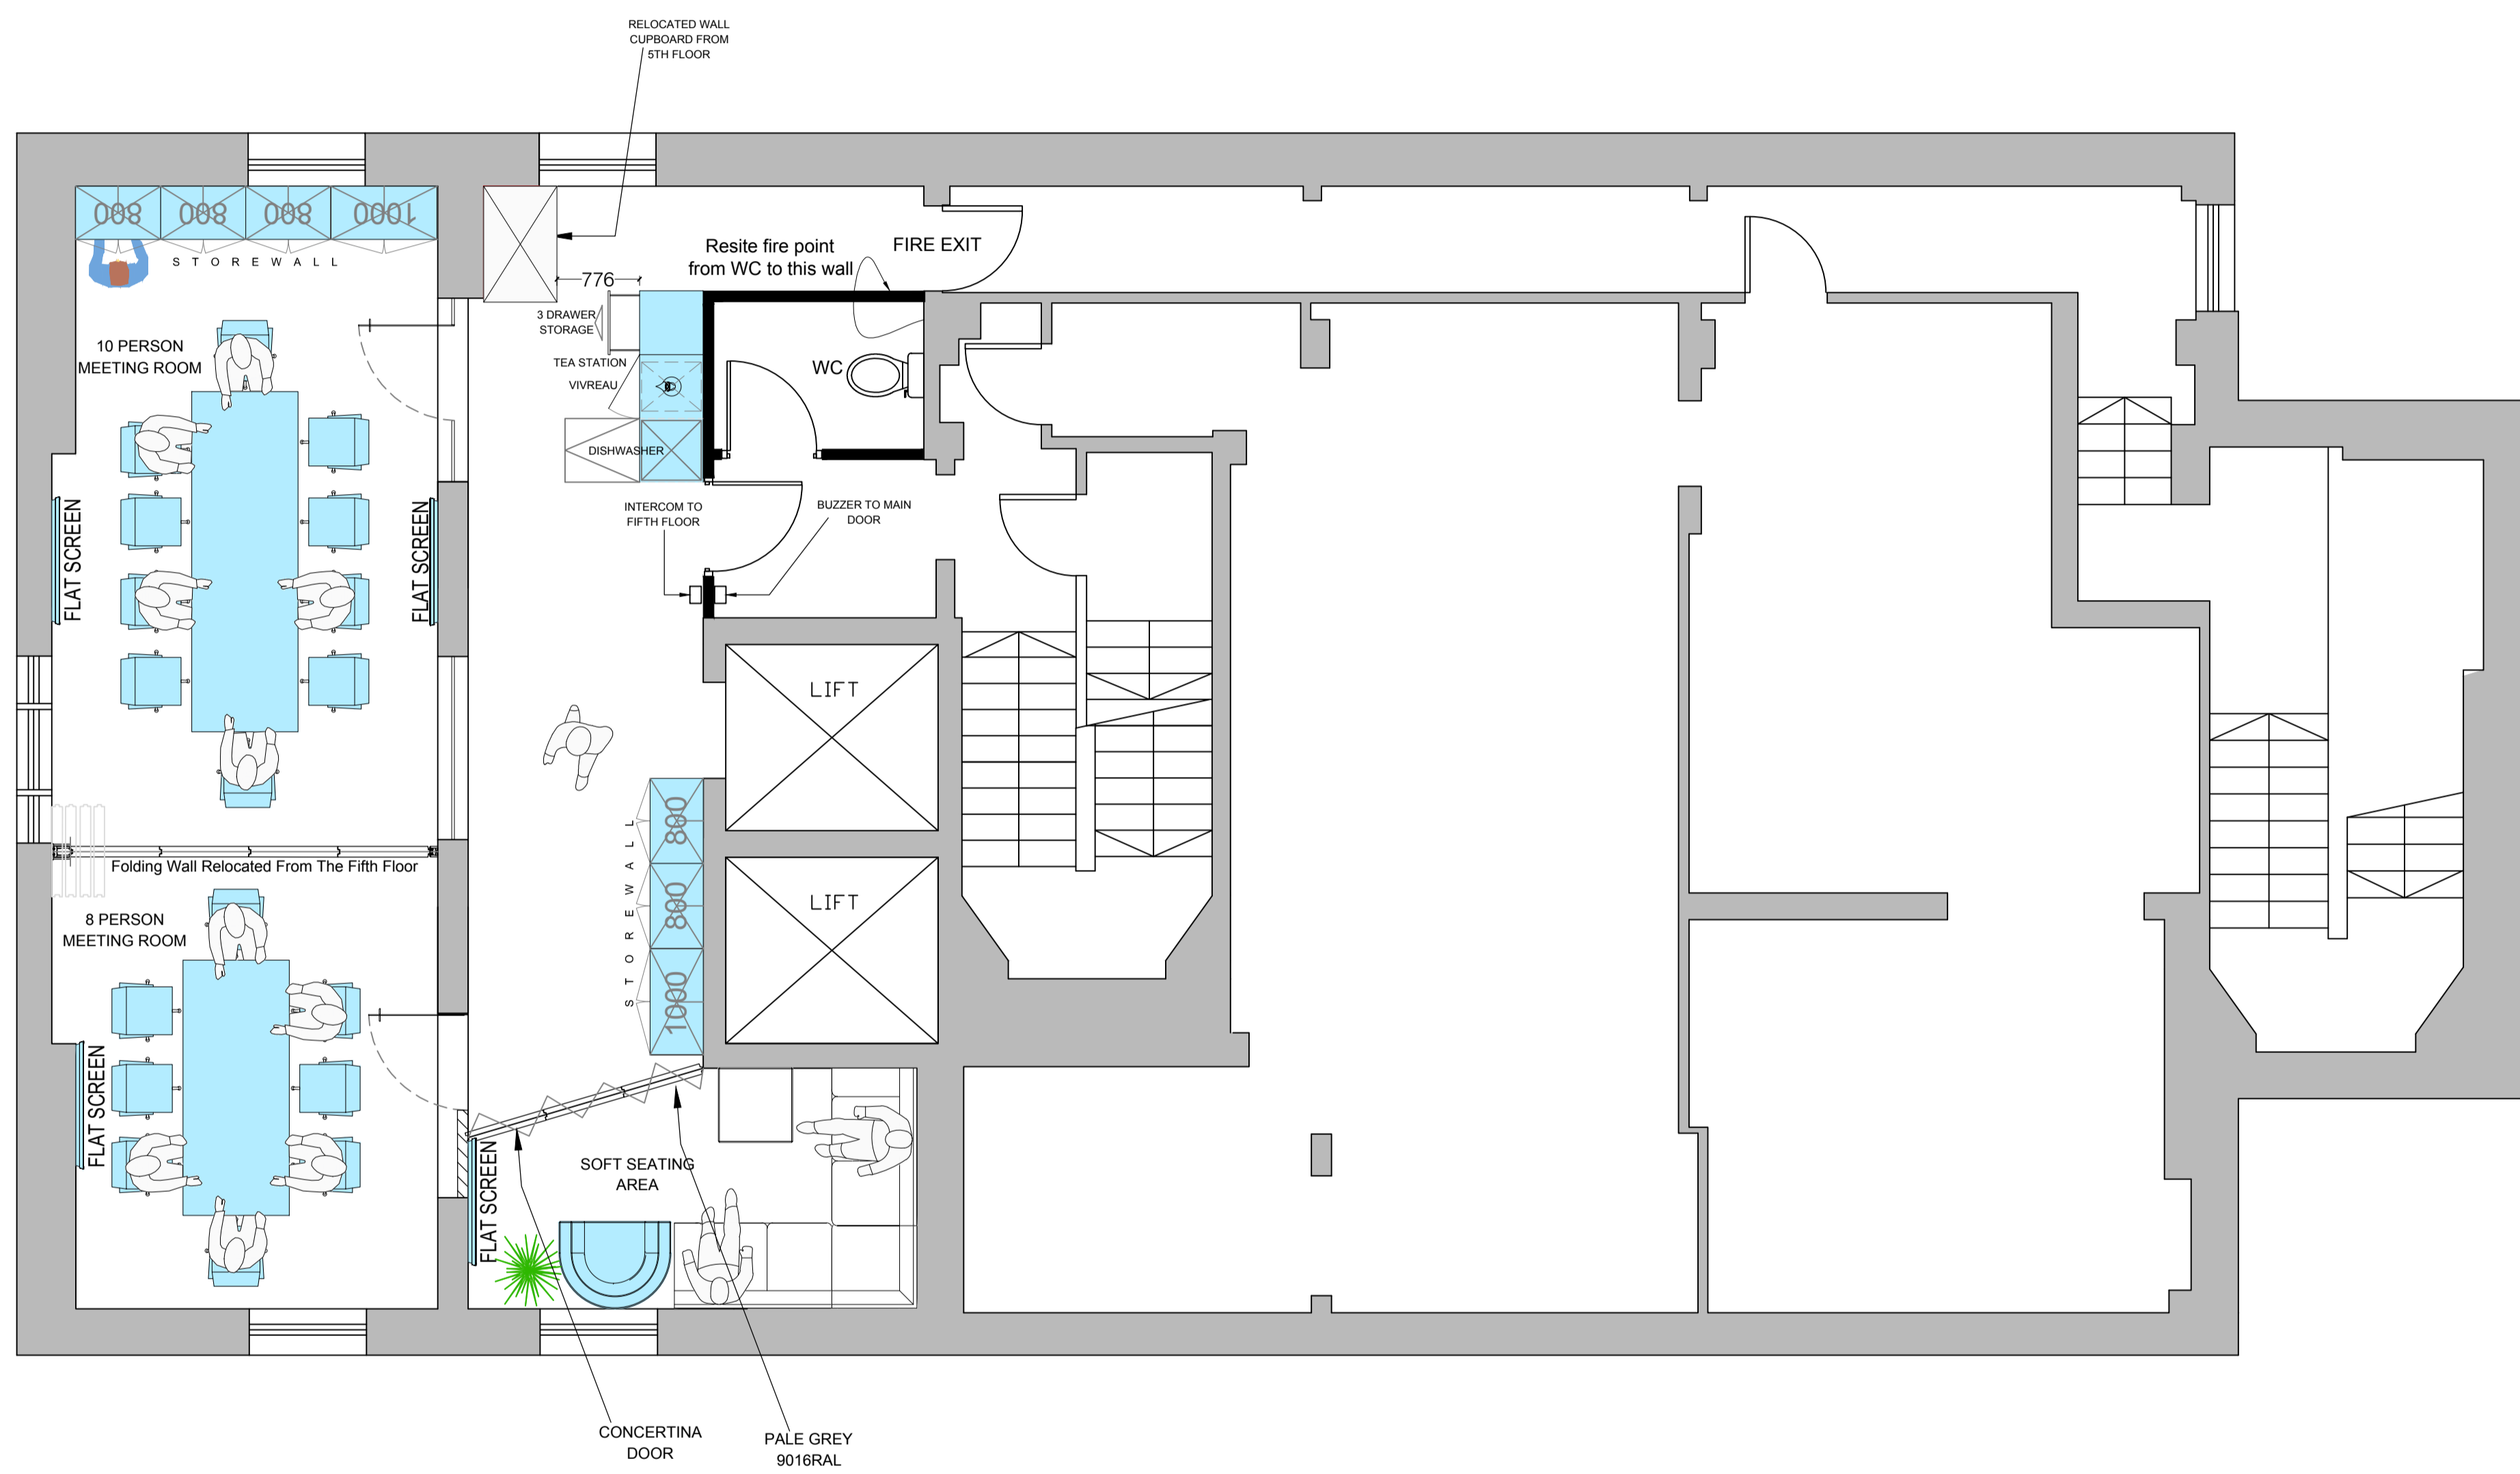 RELOCATED WALL
CUPBOARD FROM
5TH FLOOR
800
800
800
1000
STOREWALL
Resite fire point
from WC to this wall
FIRE EXIT
776
3 DRAWER
STORAGE
10 PERSON
MEETING ROOM
TEA STATION
VIVREAU
WC
DISHWASHER
FLAT SCREEN
FLAT SCREEN
INTERCOM TO
FIFTH FLOOR
BUZZER TO MAIN
DOOR
LIFT
800
800
1000
STOREWALL
Folding Wall Relocated From The Fifth Floor
LIFT
8 PERSON
MEETING ROOM
FLAT SCREEN
FLAT SCREEN
SOFT SEATING
AREA
CONCERTINA
DOOR
PALE GREY
9016RAL